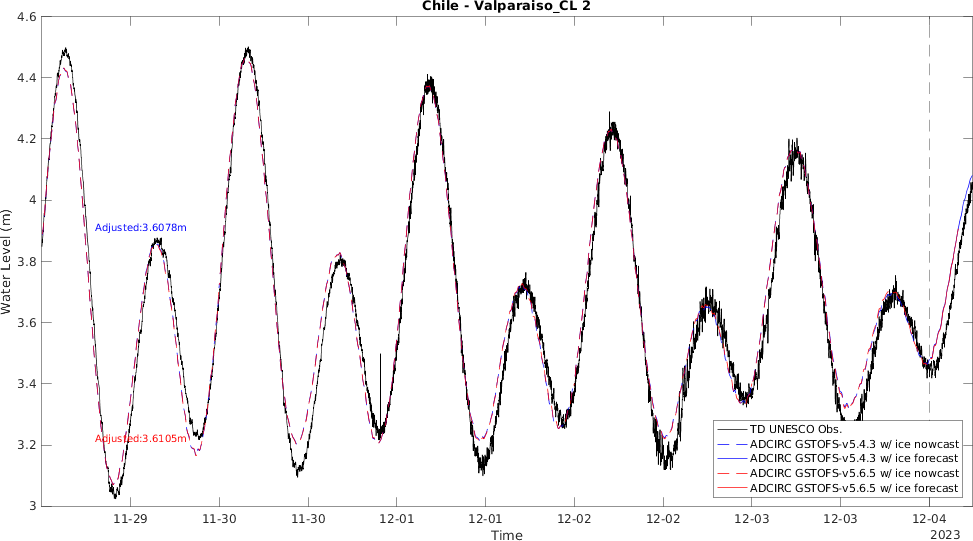 Chile - Valparaiso_CL 2
4.6
4.4
4.2
4
3.8
3.6
3.4
3.2
3
Water Level (m)
Adjusted:3.6078m
Adjusted:3.6105m
TD UNESCO Obs.
ADCIRC GSTOFS-v5.4.3 w/ ice nowcast
ADCIRC GSTOFS-v5.4.3 w/ ice forecast
ADCIRC GSTOFS-v5.6.5 w/ ice nowcast
ADCIRC GSTOFS-v5.6.5 w/ ice forecast
11-29 11-30 11-30 12-01 12-01 12-02 12-02 12-03 12-03 12-04
2023
Time